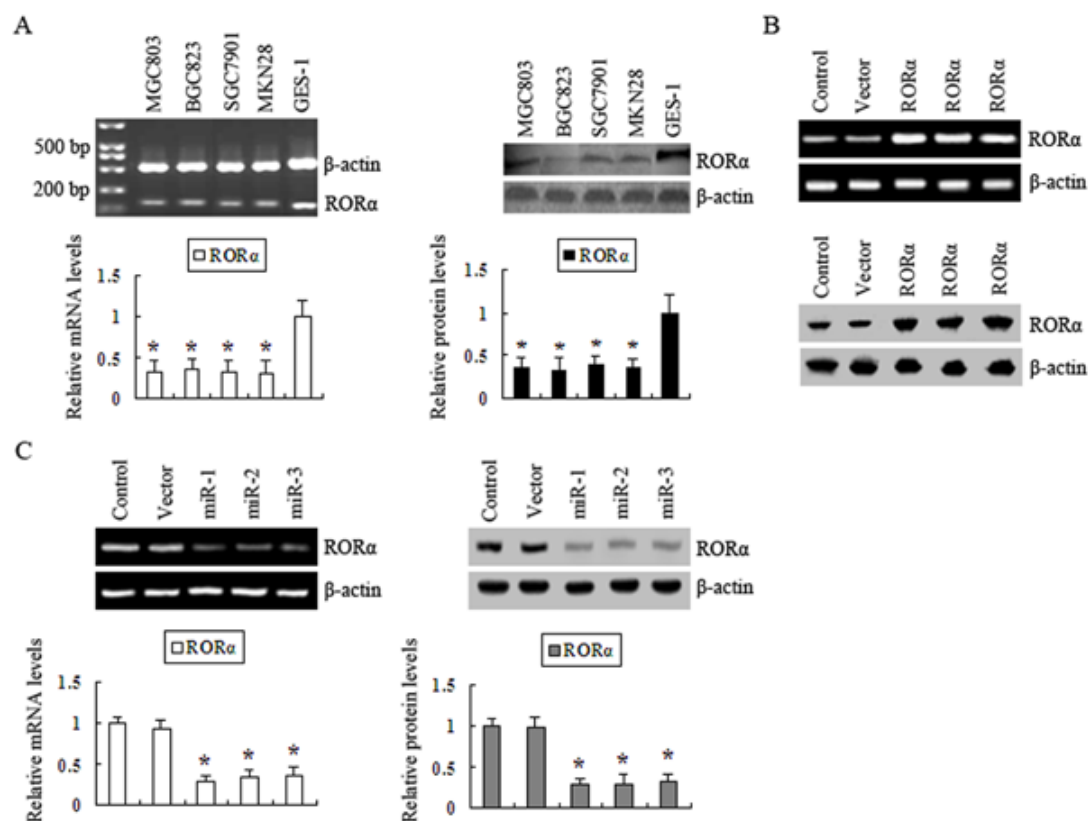 A
MGC803
BGC823
SGC7901
MKN28
GES-1
500 bp
200 bp
β-actin
RORα
RORα
Relative mRNA levels
1.5
1
0.5
0
*
*
*
*
MGC803
BGC823
SGC7901
MKN28
GES-1
RORα
β-actin
RORα
Relative protein levels
1.5
1
0.5
0
*
*
*
*
B
Control
Vector
RORα
RORα
RORα
RORα
β-actin
Control
Vector
RORα
RORα
RORα
RORα
β-actin
C
Control
Vector
miR-1
miR-2
miR-3
RORα
β-actin
RORα
Relative mRNA levels
1.5
1
0.5
0
*
*
*
Control
Vector
miR-1
miR-2
miR-3
RORα
β-actin
RORα
Relative protein levels
1.5
1
0.5
0
*
*
*